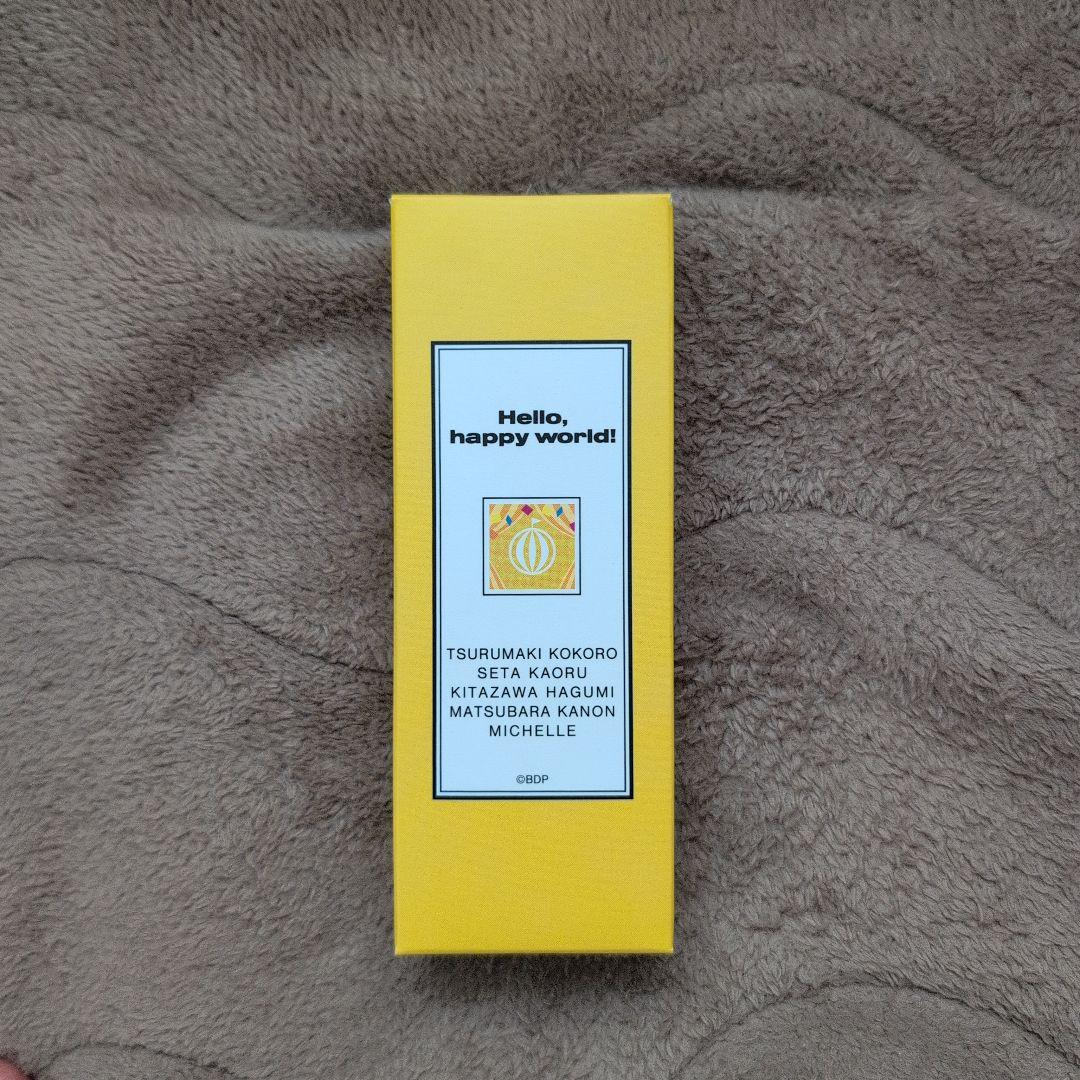 Hello,
happy world!
TSURUMAKI KOKORO
SETA KAORU
KITAZAWA HAGUMI
MATSUBARA KANON
MICHELLE
©BDP